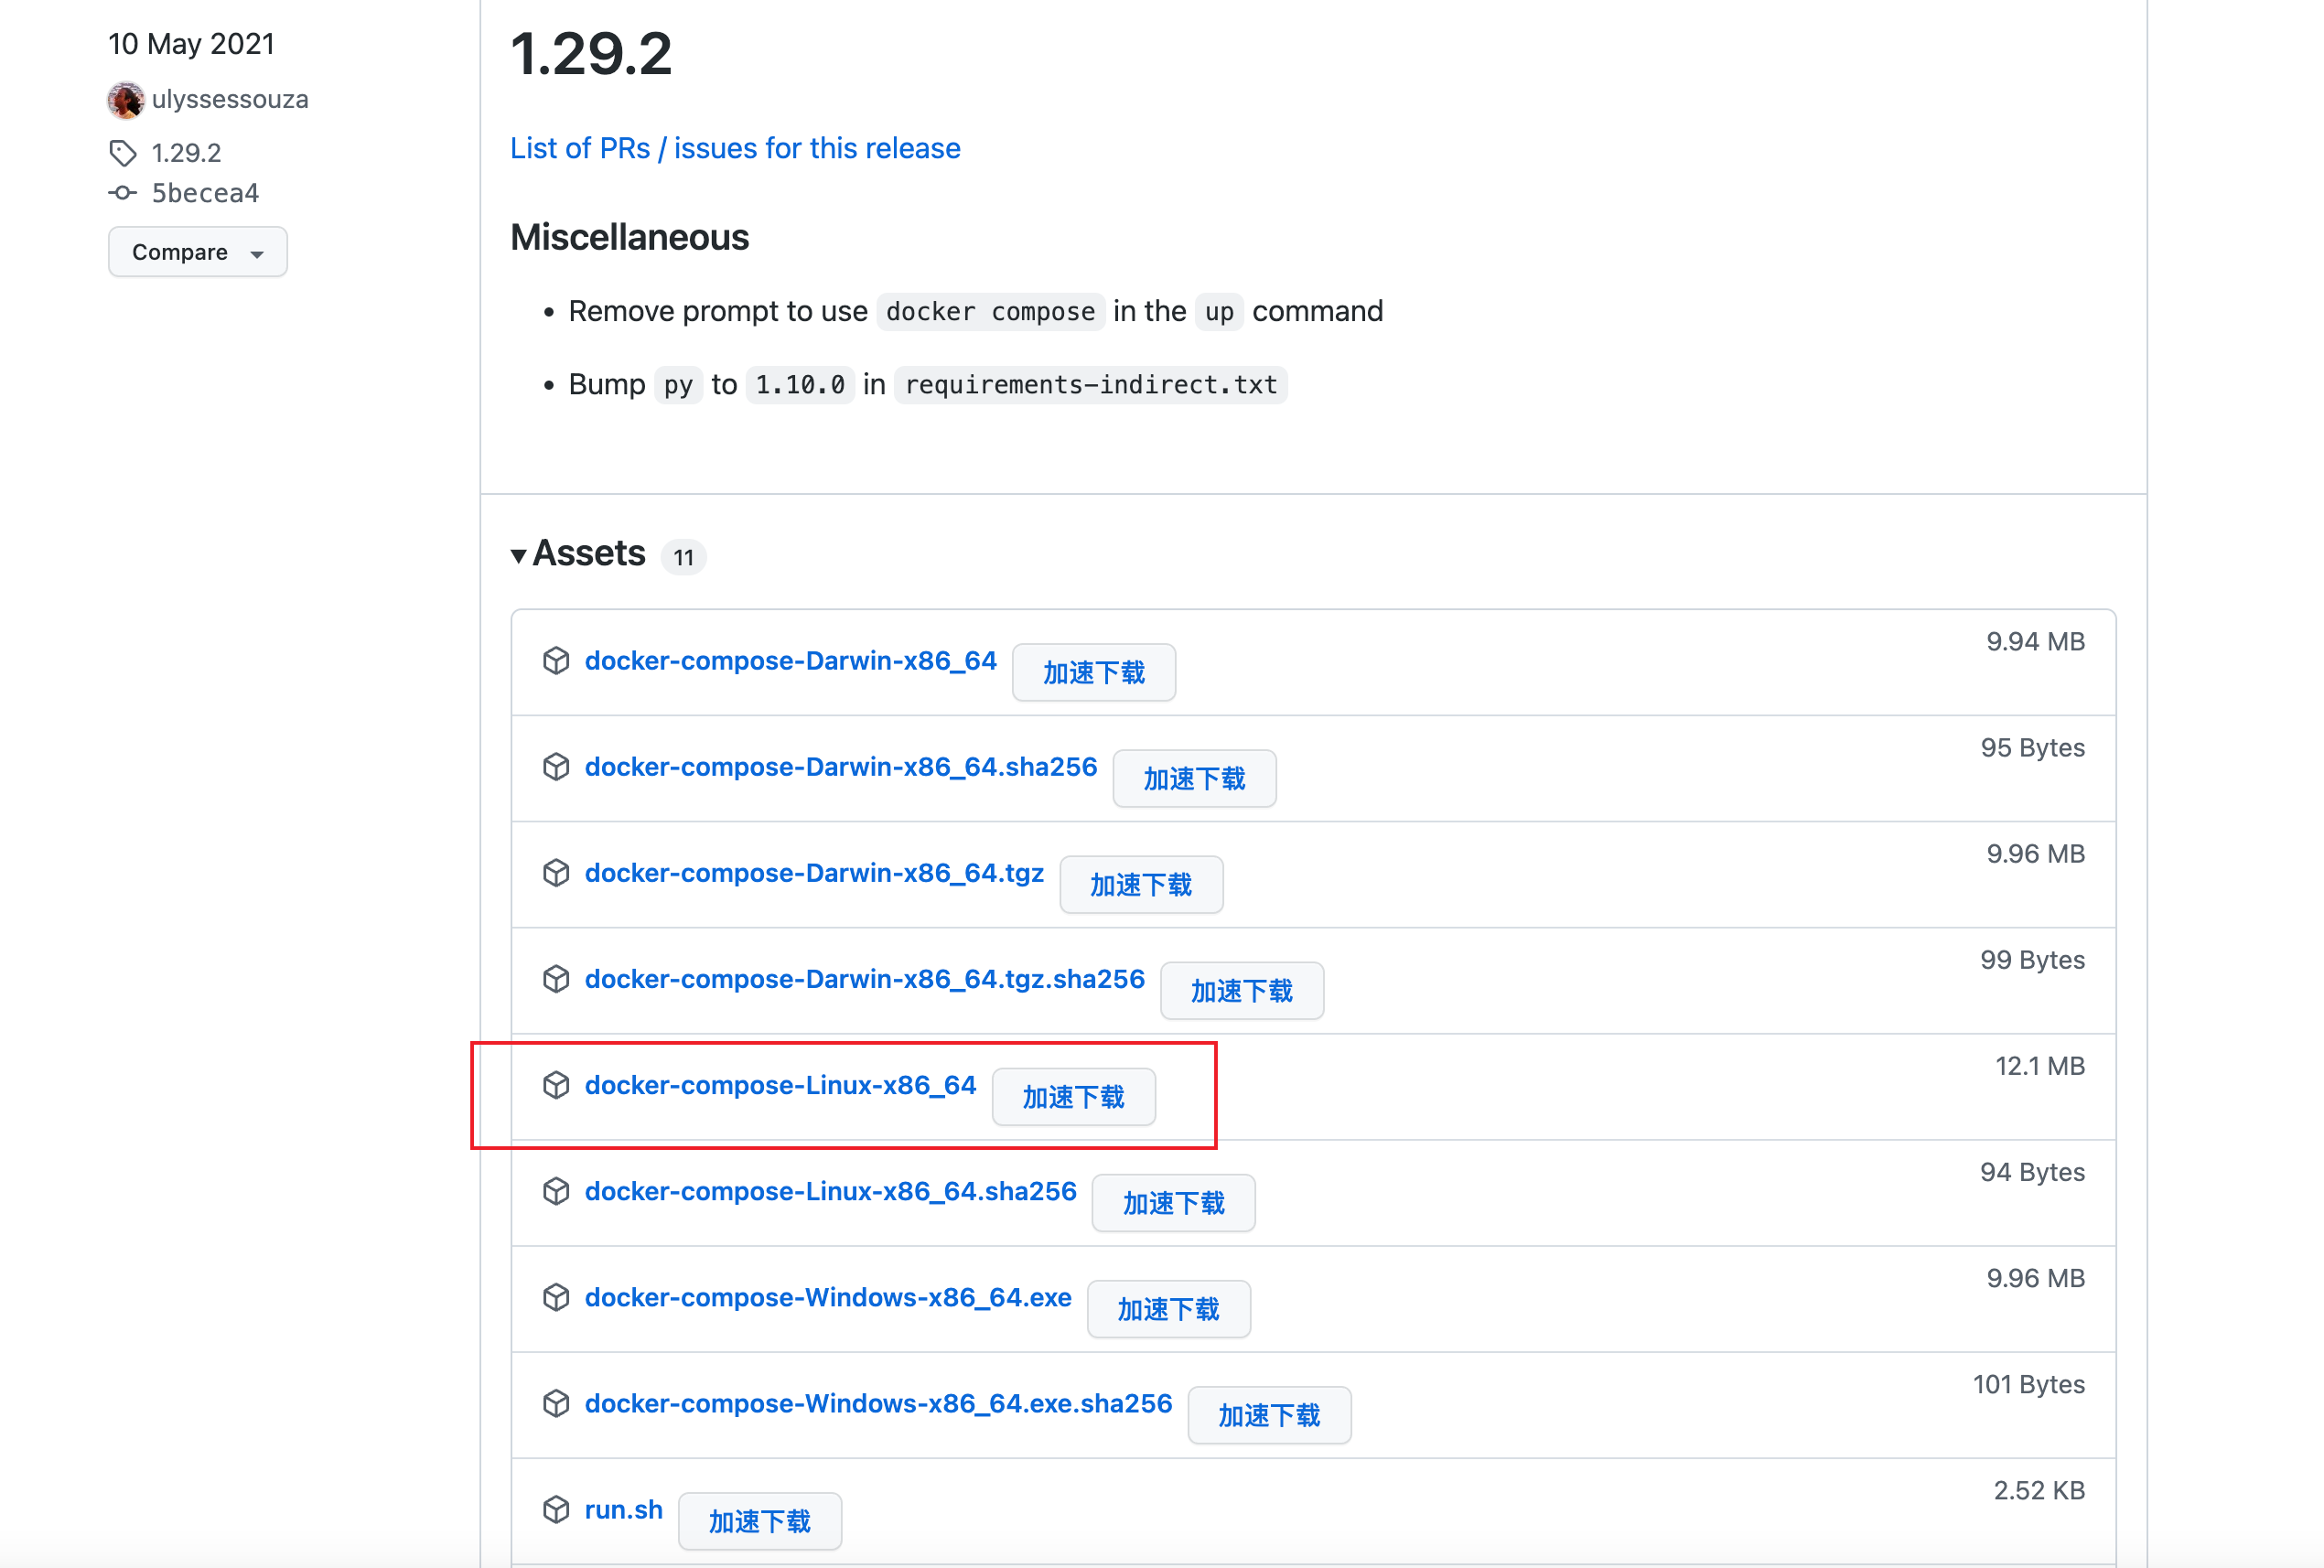 10 May 2021
ulyssessouza
1.29.2
5becea4
Compare
1.29.2
List of PRs / issues for this release
Miscellaneous
Remove prompt to use docker compose in the up command
Bump py to 1.10.0 in requirements-indirect.txt
Assets 11
docker-compose-Darwin-x86_64 加速下载 9.94 MB
docker-compose-Darwin-x86_64.sha256 加速下载 95 Bytes
docker-compose-Darwin-x86_64.tgz 加速下载 9.96 MB
docker-compose-Darwin-x86_64.tgz.sha256 加速下载 99 Bytes
docker-compose-Linux-x86_64 加速下载 12.1 MB
docker-compose-Linux-x86_64.sha256 加速下载 94 Bytes
docker-compose-Windows-x86_64.exe 加速下载 9.96 MB
docker-compose-Windows-x86_64.exe.sha256 加速下载 101 Bytes
run.sh 加速下载 2.52 KB